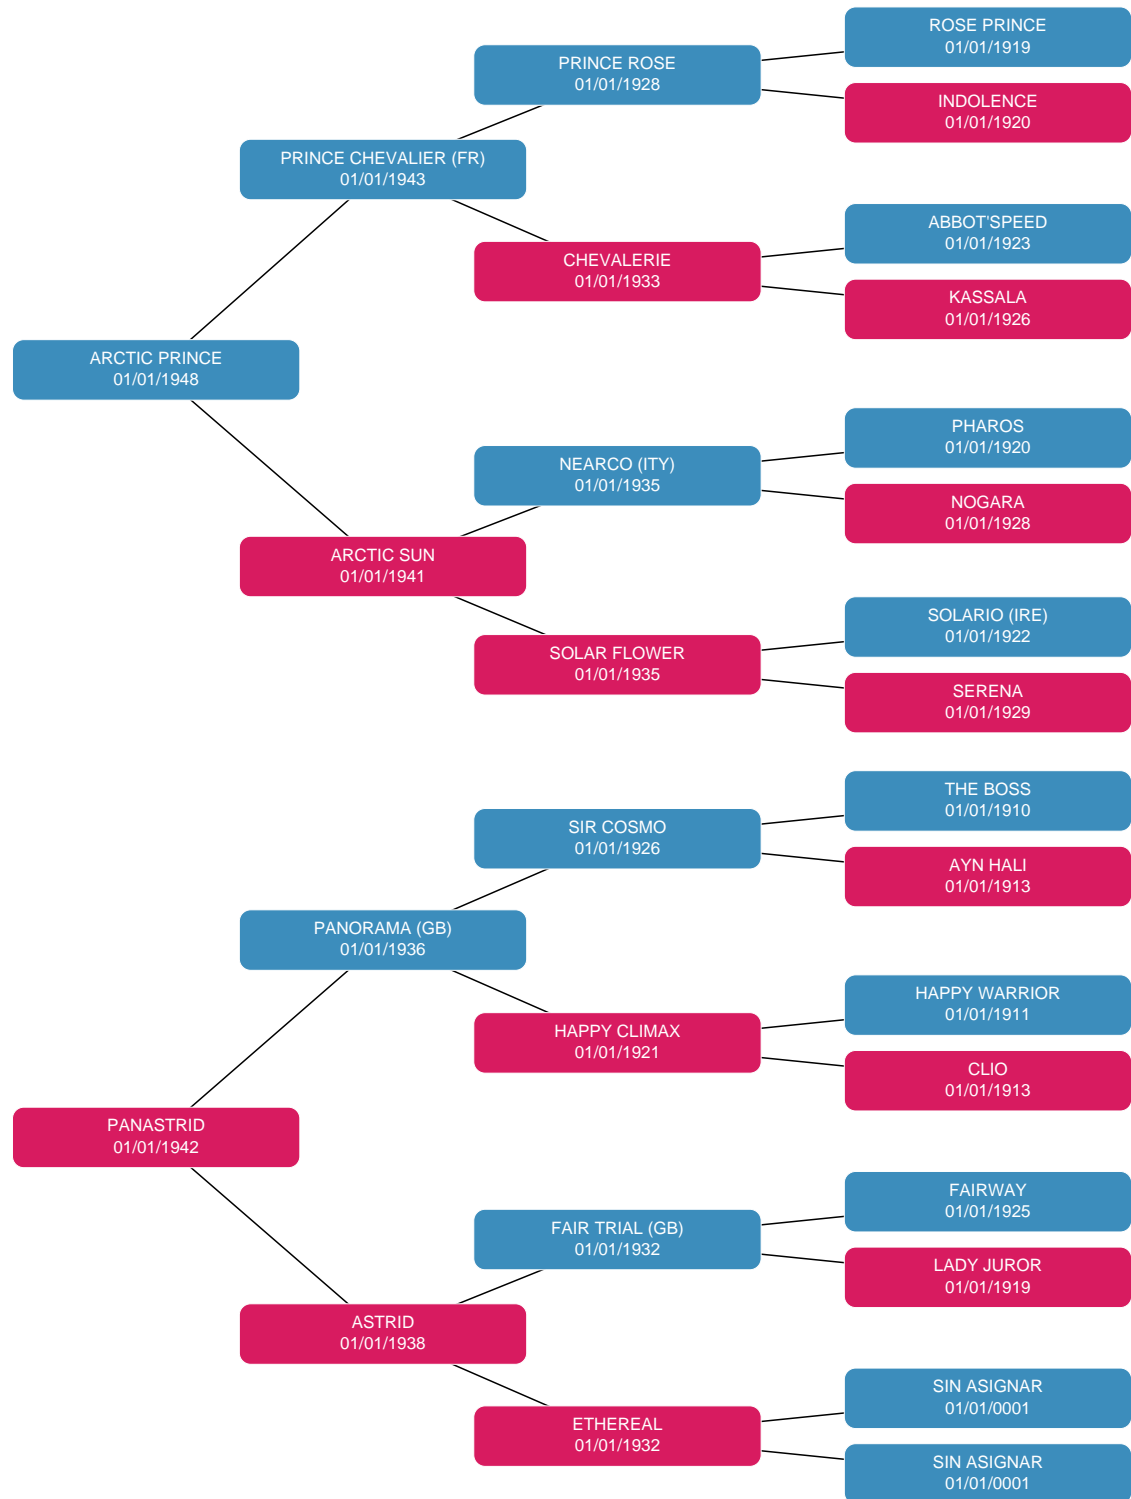 ROSE PRINCE
01/01/1919
PRINCE ROSE
01/01/1928
INDOLENCE
01/01/1920
PRINCE CHEVALIER (FR)
01/01/1943
ABBOT'SPEED
01/01/1923
CHEVALERIE
01/01/1933
KASSALA
01/01/1926
ARCTIC PRINCE
01/01/1948
PHAROS
01/01/1920
NEARCO (ITY)
01/01/1935
NOGARA
01/01/1928
ARCTIC SUN
01/01/1941
SOLARIO (IRE)
01/01/1922
SOLAR FLOWER
01/01/1935
SERENA
01/01/1929
THE BOSS
01/01/1910
SIR COSMO
01/01/1926
AYN HALI
01/01/1913
PANORAMA (GB)
01/01/1936
HAPPY WARRIOR
01/01/1911
HAPPY CLIMAX
01/01/1921
CLIO
01/01/1913
PANASTRID
01/01/1942
FAIRWAY
01/01/1925
FAIR TRIAL (GB)
01/01/1932
LADY JUROR
01/01/1919
ASTRID
01/01/1938
SIN ASIGNAR
01/01/0001
ETHEREAL
01/01/1932
SIN ASIGNAR
01/01/0001